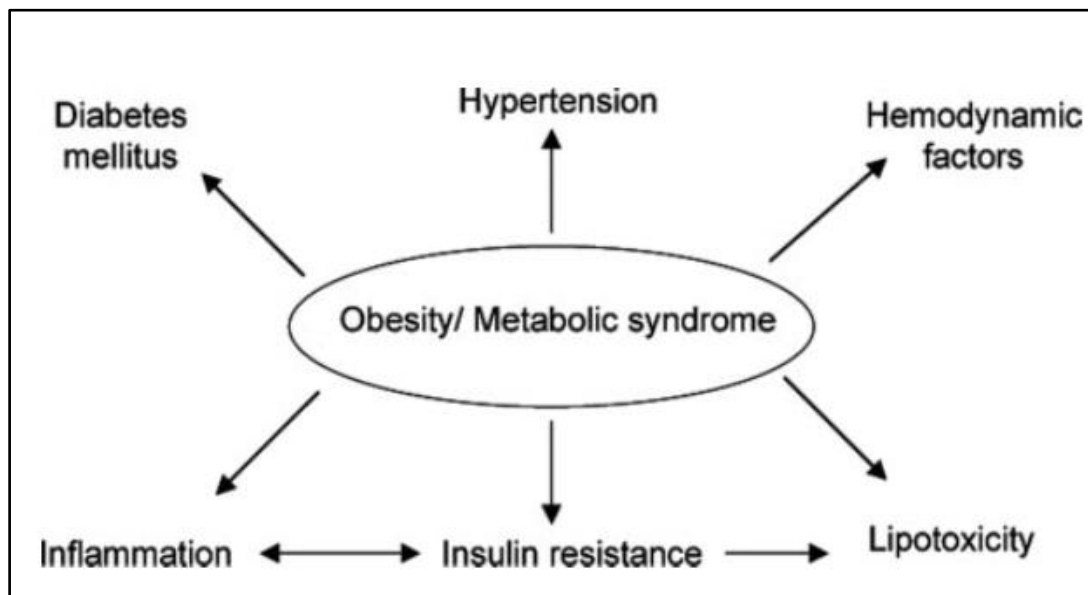 Diabetes
mellitus
Hypertension
Hemodynamic
factors
Obesity/ Metabolic syndrome
Inflammation
Insulin resistance
Lipotoxicity